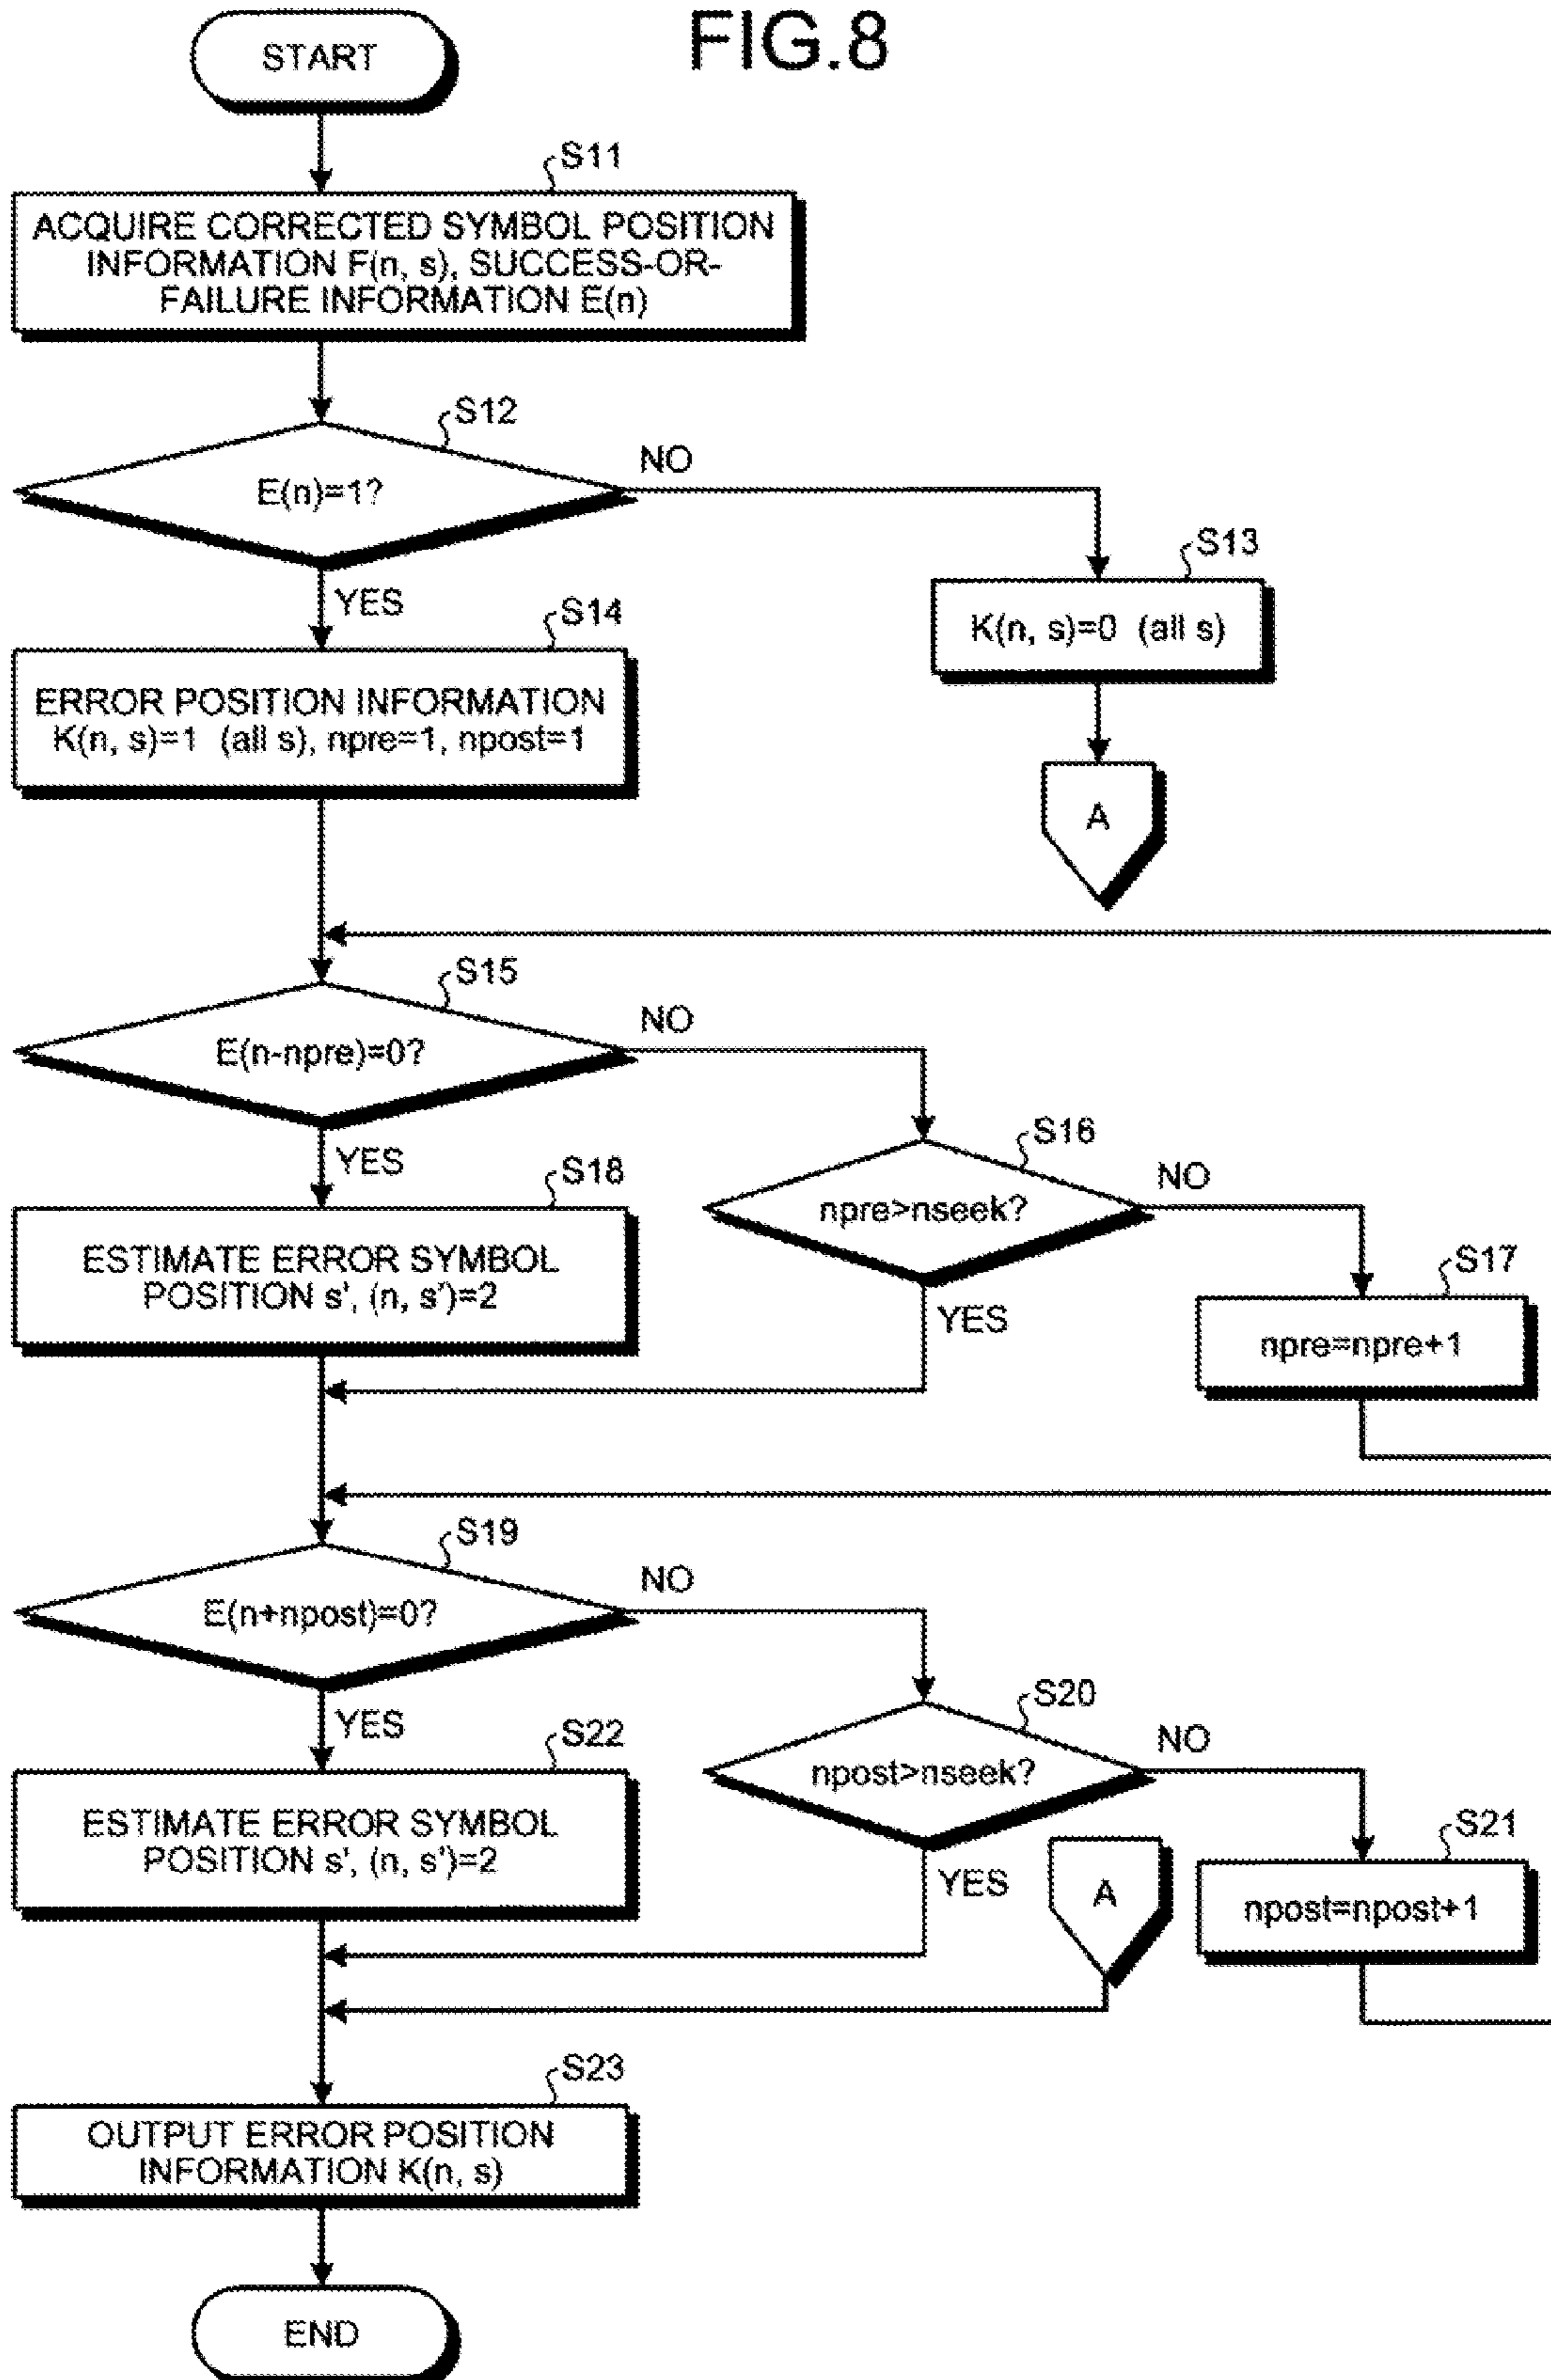 FIG.8
START
S11
ACQUIRE CORRECTED SYMBOL POSITION
INFORMATION F(n, s), SUCCESS-OR-
FAILURE INFORMATION E(n)
S12
E(n)=1?
NO
YES
S13
K(n, s)=0 (all s)
A
S14
ERROR POSITION INFORMATION
K(n, s)=1 (all s), npre=1, npost=1
S15
E(n-npre)=0?
NO
YES
S16
npre>nseek?
NO
YES
S17
npre=npre+1
S18
ESTIMATE ERROR SYMBOL
POSITION s', (n, s')=2
S19
E(n+npost)=0?
NO
YES
S20
npost>nseek?
NO
YES
S21
npost=npost+1
S22
ESTIMATE ERROR SYMBOL
POSITION s', (n, s')=2
A
S23
OUTPUT ERROR POSITION
INFORMATION K(n, s)
END